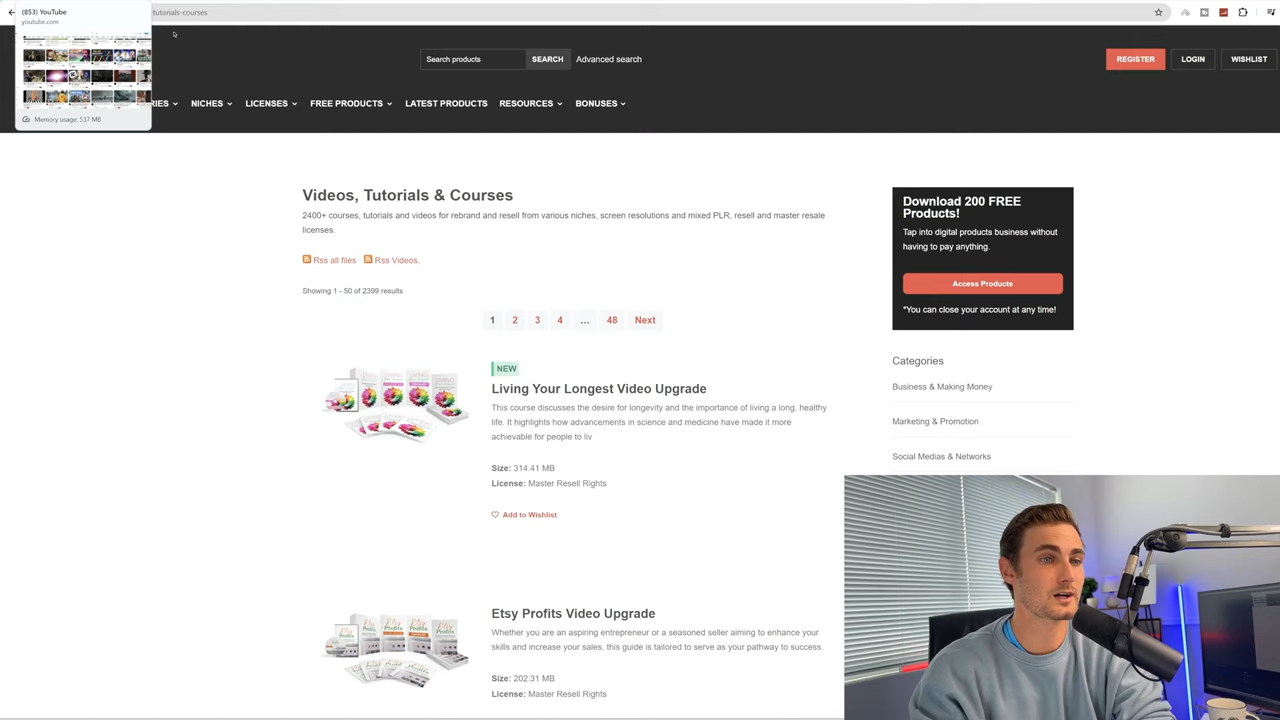 (853) YouTube
youtube.com
tutorials-courses
Memory usage: 537 MB
Search products
SEARCH
Advanced search
REGISTER
LOGIN
WISHLIST
RIES
NICHES
LICENSES
FREE PRODUCTS
LATEST PRODUCTS
RESOURCES
BONUSES
Videos, Tutorials & Courses
2400+ courses, tutorials and videos for rebrand and resell from various niches, screen resolutions and mixed PLR, resell and master resale
licenses.
Rss all files
Rss Videos,
Showing 1 - 50 of 2399 results
1 2 3 4 ... 48 Next
NEW
Living Your Longest Video Upgrade
This course discusses the desire for longevity and the importance of living a long, healthy
life. It highlights how advancements in science and medicine have made it more
achievable for people to liv
Size: 314.41 MB
License: Master Resell Rights
Add to Wishlist
Etsy Profits Video Upgrade
Whether you are an aspiring entrepreneur or a seasoned seller aiming to enhance your
skills and increase your sales, this guide is tailored to serve as your pathway to success.
Size: 202.31 MB
License: Master Resell Rights
Download 200 FREE
Products!
Tap into digital products business without
having to pay anything.
Access Products
*You can close your account at any time!
Categories
Business & Making Money
Marketing & Promotion
Social Medias & Networks